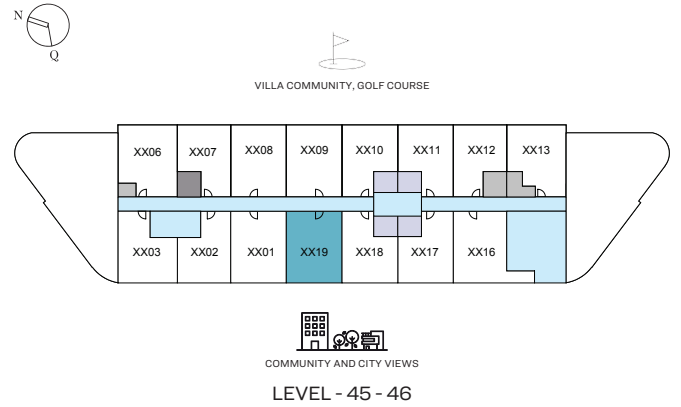 N
Q
VILLA COMMUNITY, GOLF COURSE
XX06 XX07 XX08 XX09 XX10 XX11 XX12 XX13
XX03 XX02 XX01 XX19 XX18 XX17 XX16
COMMUNITY AND CITY VIEWS
LEVEL - 45 - 46